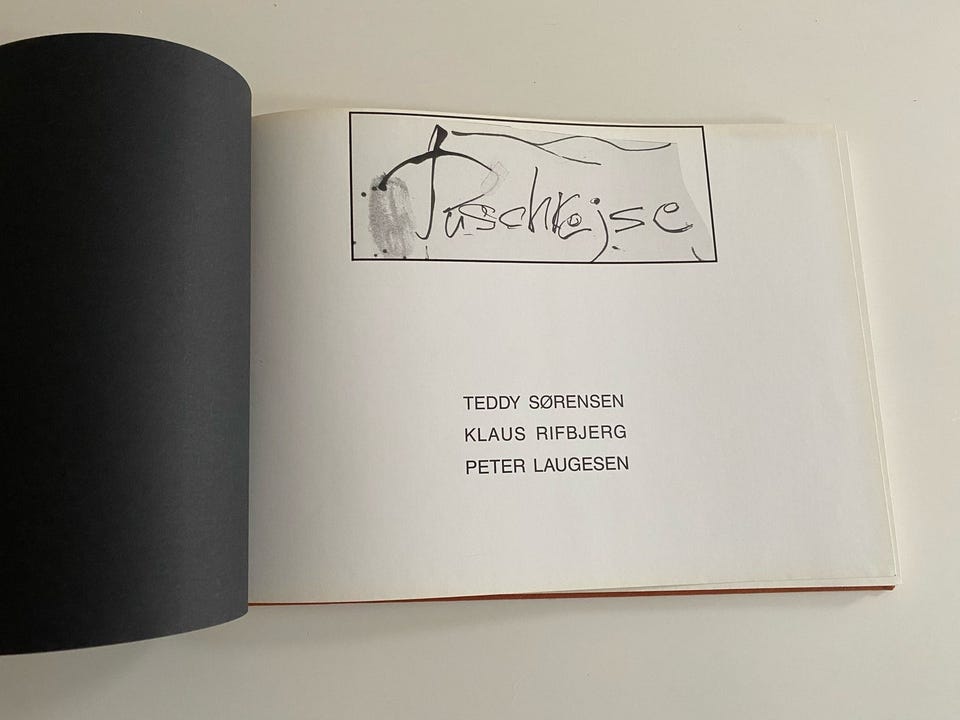 Tuschrejse
TEDDY SØRENSEN
KLAUS RIFBJERG
PETER LAUGESEN